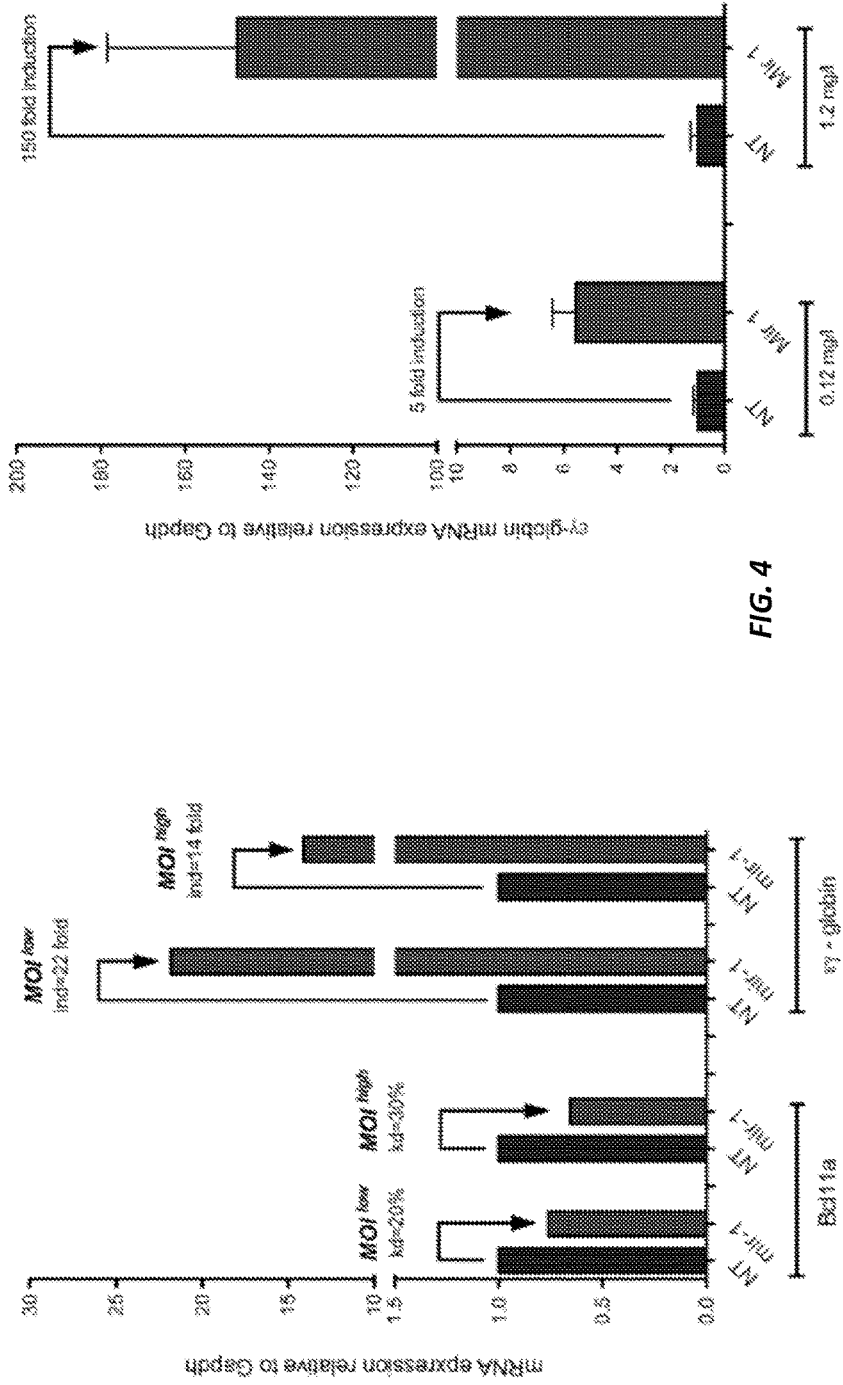 mRNA epxression relative to Gapdh
30
25
20
15
10
1.5
1.0
0.5
0.0
MOI low
kd=20%
MOI high
kd=30%
MOI low
ind=22 fold
MOI high
ind=14 fold
NT
mir-1
NT
mir-1
NT
mir-1
NT
mir-1
Bcl11a
εγ - globin
FIG. 4
εγ-globin mRNA expression relative to Gapdh
200
180
160
140
120
100
10
8
6
4
2
0
5 fold induction
150 fold induction
NT
Mir 1
NT
Mir 1
0.12 mg/l
1.2 mg/l